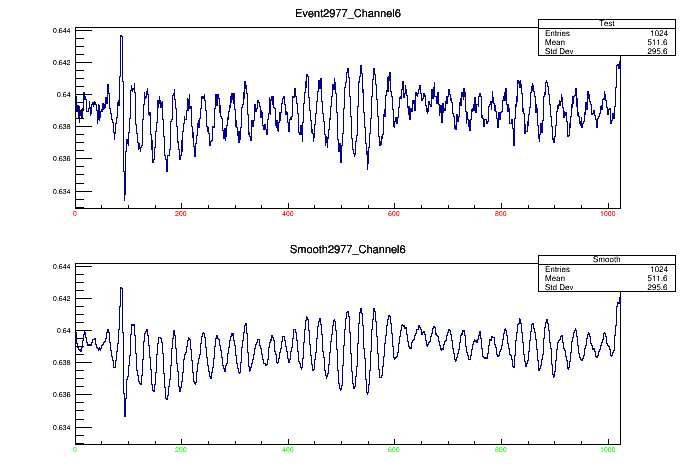 Event2977_Channel6
Test
Entries 1024
Mean 511.6
Std Dev 295.6
0.644
0.642
0.64
0.638
0.636
0.634
0 200 400 600 800 1000
Smooth2977_Channel6
Smooth
Entries 1024
Mean 511.6
Std Dev 295.6
0.644
0.642
0.64
0.638
0.636
0.634
0 200 400 600 800 1000